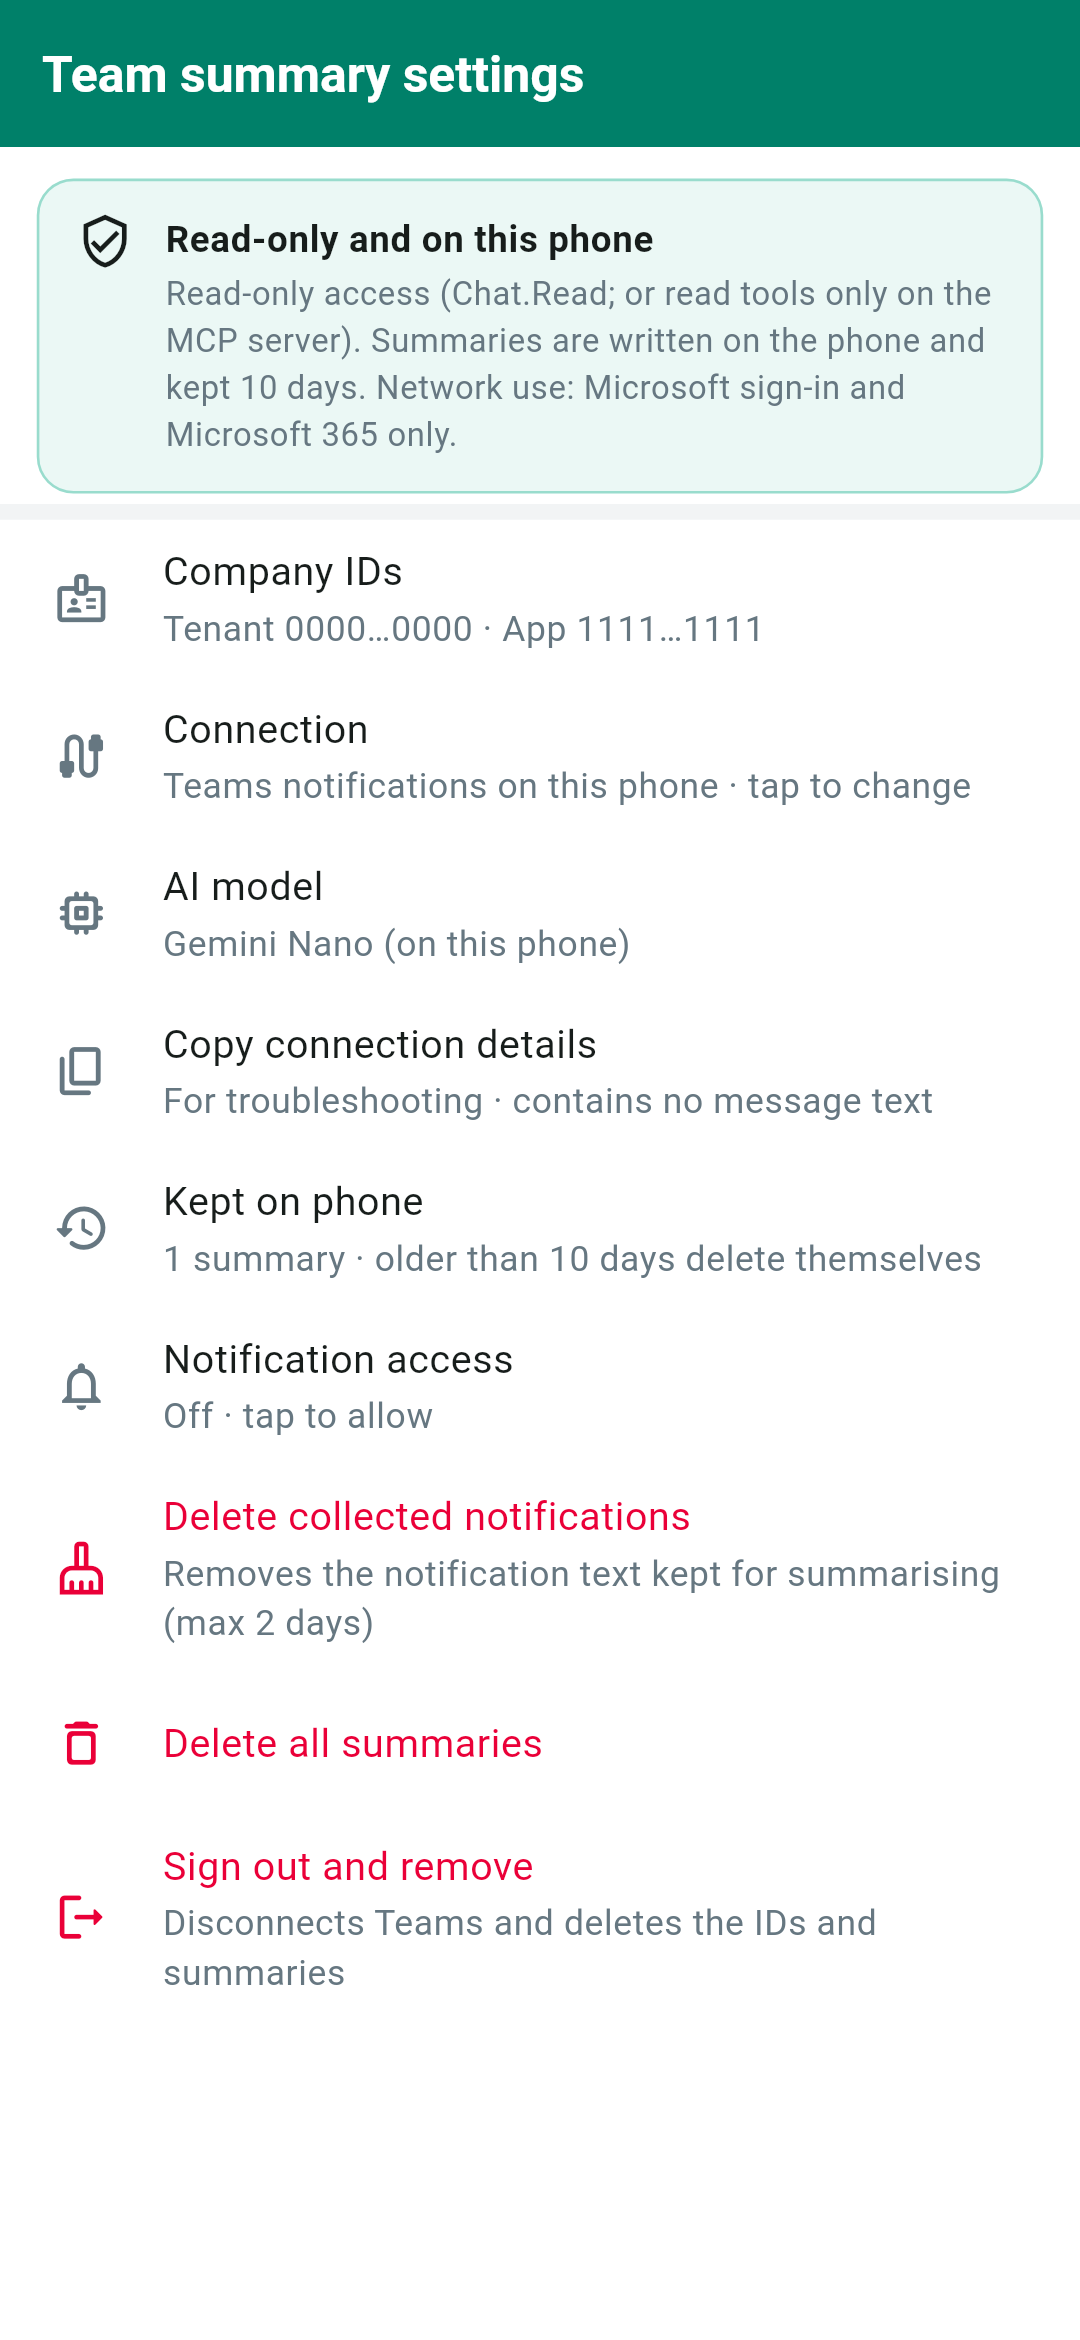 Team summary settings
Read-only and on this phone
Read-only access (Chat.Read; or read tools only on the
MCP server). Summaries are written on the phone and
kept 10 days. Network use: Microsoft sign-in and
Microsoft 365 only.
Company IDs
Tenant 0000…0000 · App 1111…1111
Connection
Teams notifications on this phone · tap to change
AI model
Gemini Nano (on this phone)
Copy connection details
For troubleshooting · contains no message text
Kept on phone
1 summary · older than 10 days delete themselves
Notification access
Off · tap to allow
Delete collected notifications
Removes the notification text kept for summarising
(max 2 days)
Delete all summaries
Sign out and remove
Disconnects Teams and deletes the IDs and
summaries